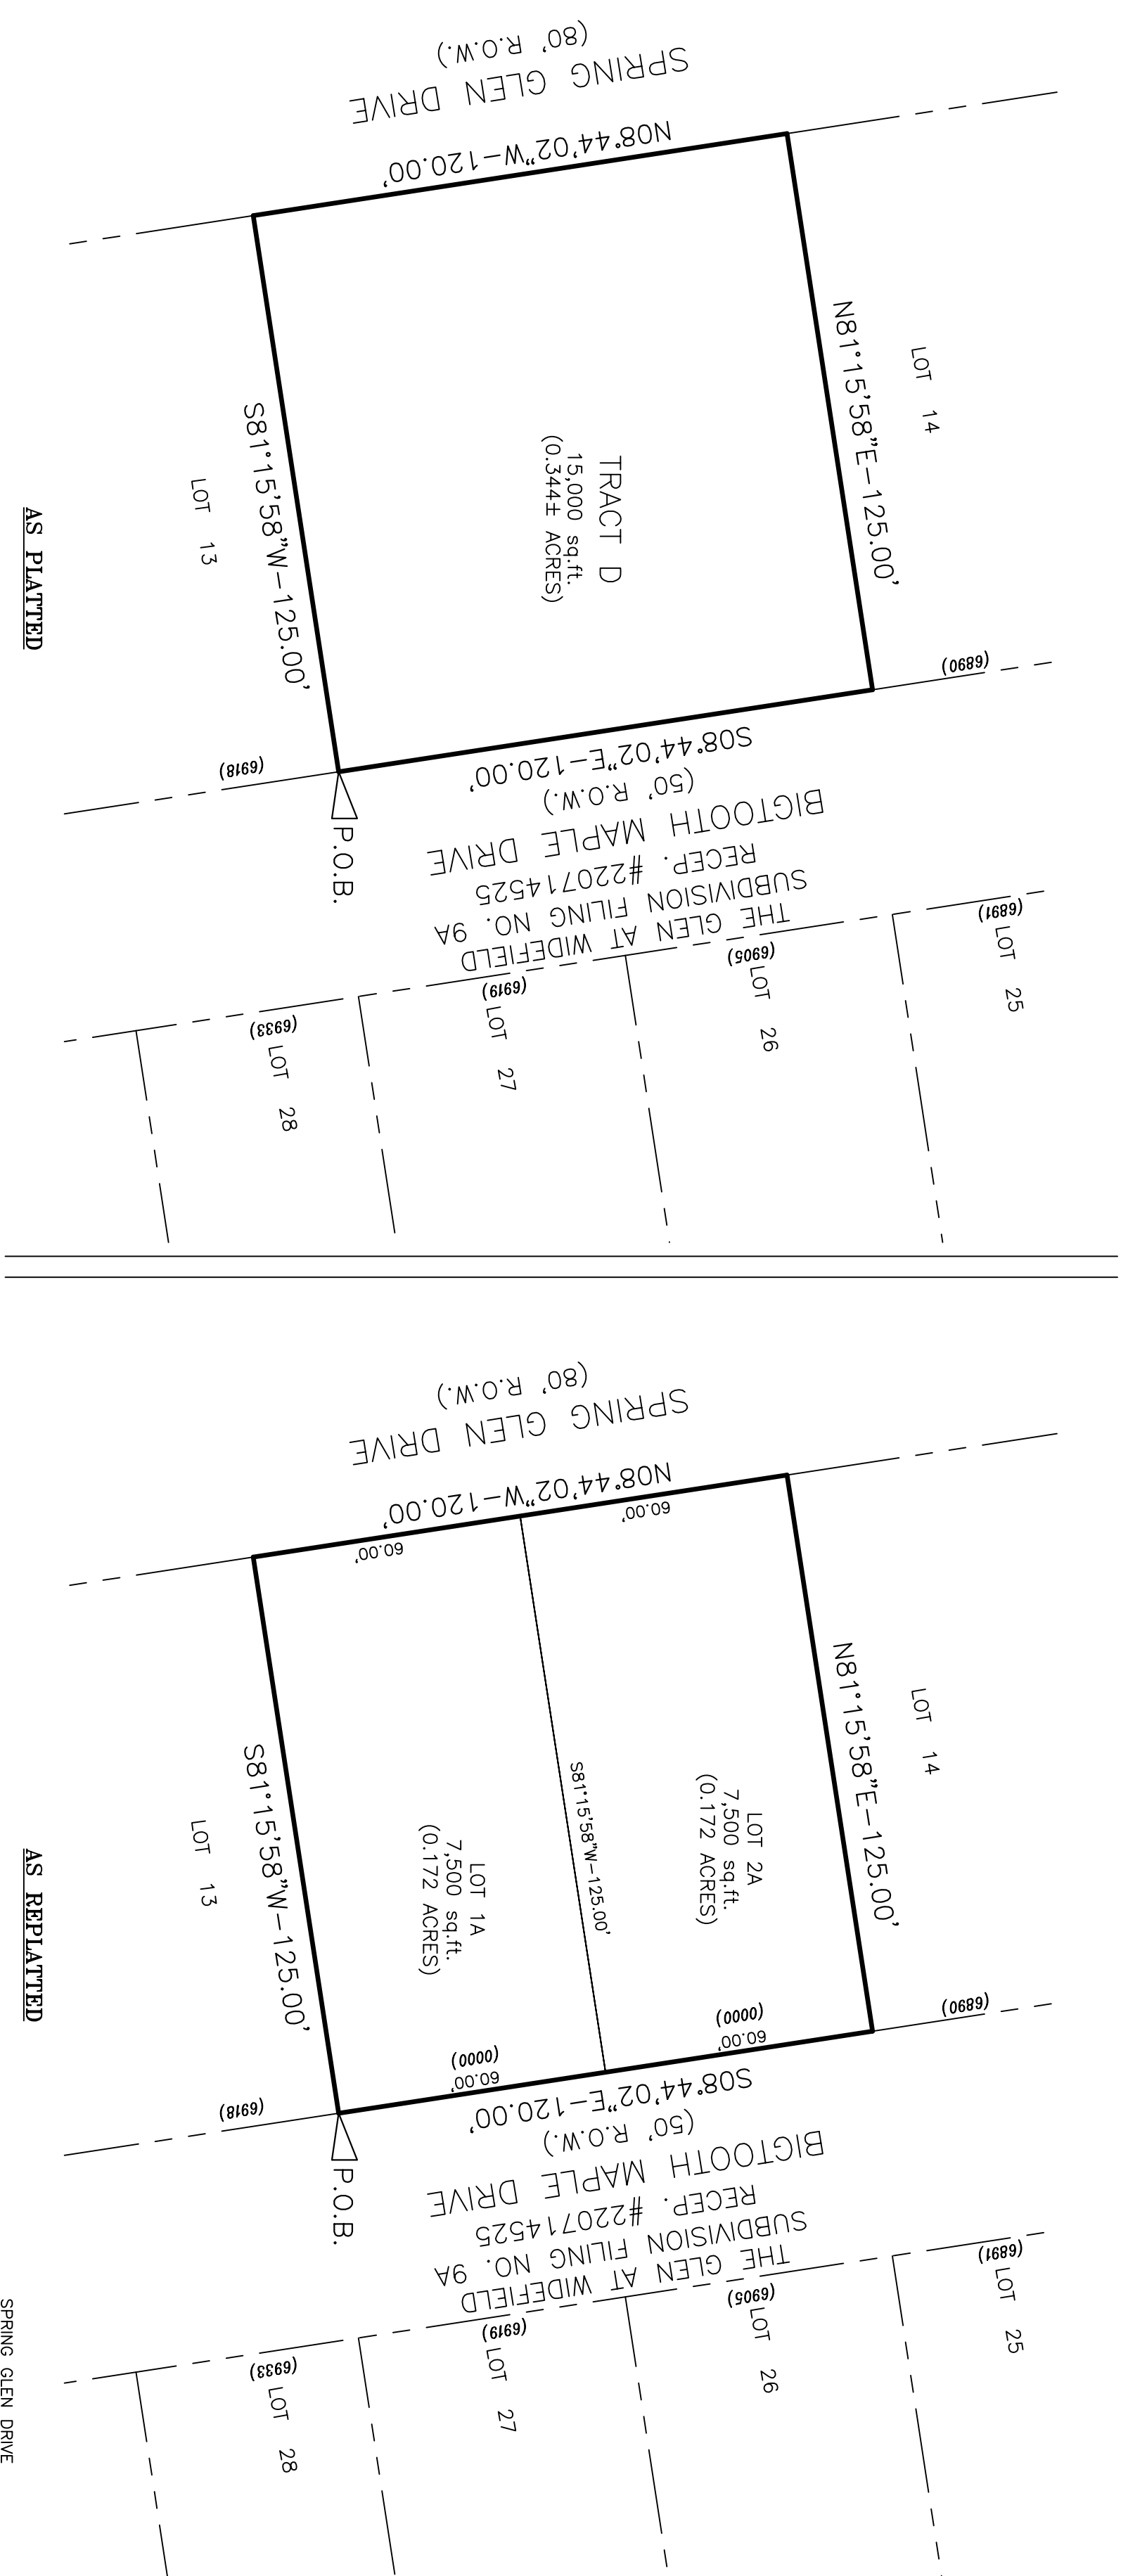 SPRING GLEN DRIVE
(80' R.O.W.)
N08°44'02"W-120.00'
LOT 14
N81°15'58"E-125.00'
TRACT D
15,000 sq.ft.
(0.344± ACRES)
S81°15'58"W-125.00'
LOT 13
AS PLATTED
(6890)
(6918)
P.O.B.
S08°44'02"E-120.00'
(50' R.O.W.)
BIGTOOTH MAPLE DRIVE
RECEP. #220714525
SUBDIVISION FILING NO. 9A
THE GLEN AT WIDEFIELD
(6891)
LOT 25
(6905)
LOT 26
(6919)
LOT 27
(6933)
LOT 28
SPRING GLEN DRIVE
(80' R.O.W.)
N08°44'02"W-120.00'
60.00'
60.00'
LOT 14
N81°15'58"E-125.00'
LOT 2A
7,500 sq.ft.
(0.172 ACRES)
S81°15'58"W-125.00'
LOT 1A
7,500 sq.ft.
(0.172 ACRES)
S81°15'58"W-125.00'
LOT 13
AS REPLATTED
(0000)
60.00'
(0000)
60.00'
(6890)
(6918)
P.O.B.
S08°44'02"E-120.00'
(50' R.O.W.)
BIGTOOTH MAPLE DRIVE
RECEP. #220714525
SUBDIVISION FILING NO. 9A
THE GLEN AT WIDEFIELD
(6891)
LOT 25
(6905)
LOT 26
(6919)
LOT 27
(6933)
LOT 28
SPRING GLEN DRIVE